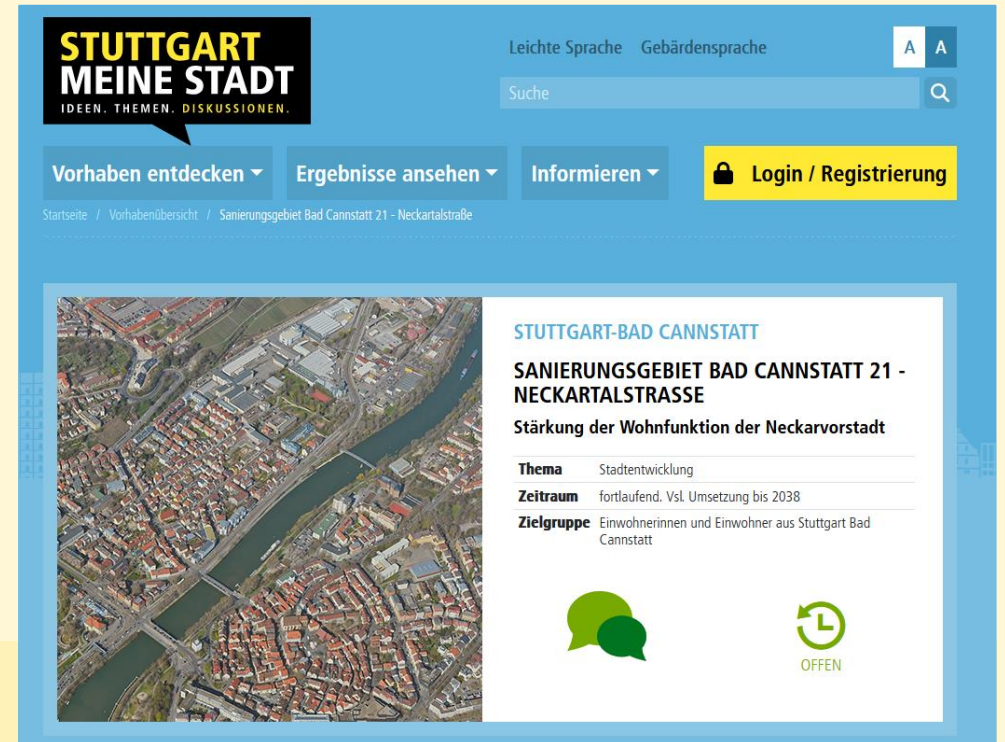 STUTTGART
MEINE STADT
IDEEN. THEMEN. DISKUSSIONEN.
Leichte Sprache Gebärdensprache
A A
Suche
Vorhaben entdecken
Ergebnisse ansehen
Informieren
Login / Registrierung
Startseite / Vorhabenübersicht / Sanierungsgebiet Bad Cannstatt 21 - Neckartalstraße
STUTTGART-BAD CANNSTATT
SANIERUNGSGEBIET BAD CANNSTATT 21 -
NECKARTALSTRASSE
Stärkung der Wohnfunktion der Neckarvorstadt
Thema Stadtentwicklung
Zeitraum fortlaufend. Vsl. Umsetzung bis 2038
Zielgruppe Einwohnerinnen und Einwohner aus Stuttgart Bad
Cannstatt
OFFEN